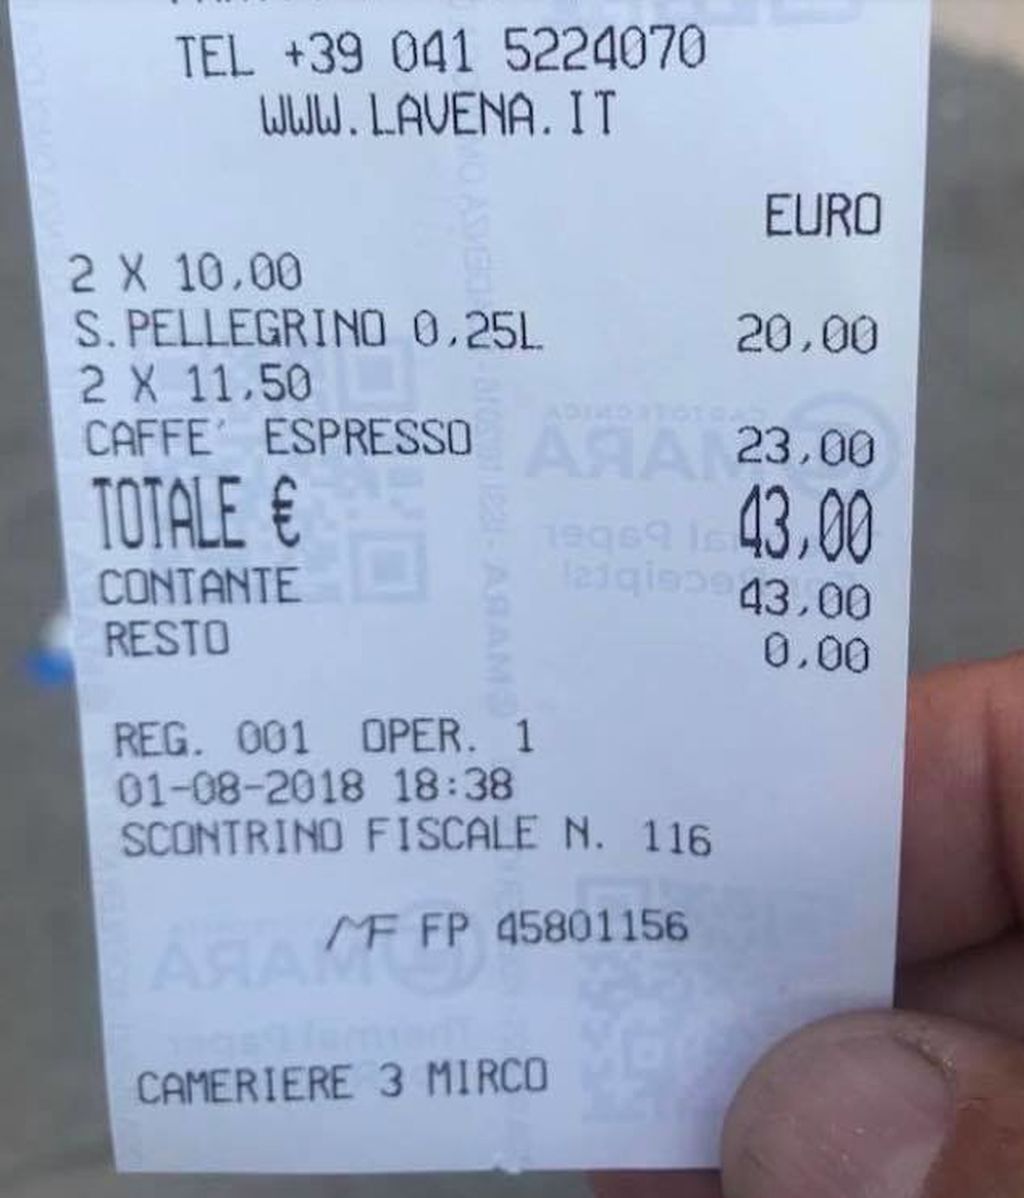 TEL +39 041 5224070
WWW.LAVENA.IT
EURO
2 X 10,00
S.PELLEGRINO 0,25L 20,00
2 X 11,50
CAFFE' ESPRESSO 23,00
TOTALE € 43,00
CONTANTE 43,00
RESTO 0,00
REG. 001 OPER. 1
01-08-2018 18:38
SCONTRINO FISCALE N. 116
MF FP 45801156
CAMERIERE 3 MIRCO